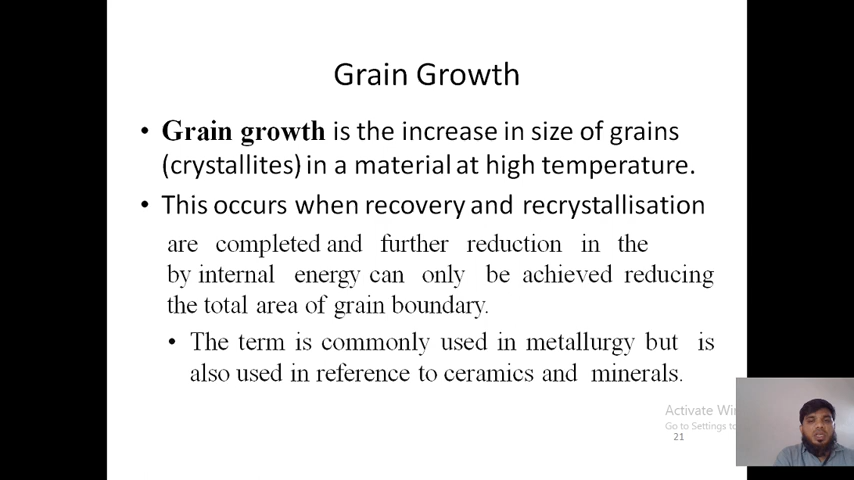 Grain Growth
• Grain growth is the increase in size of grains
(crystallites) in a material at high temperature.
• This occurs when recovery and recrystallisation
are completed and further reduction in the
by internal energy can only be achieved reducing
the total area of grain boundary.
• The term is commonly used in metallurgy but is
also used in reference to ceramics and minerals.
Activate Wi
Go to Settings to
21